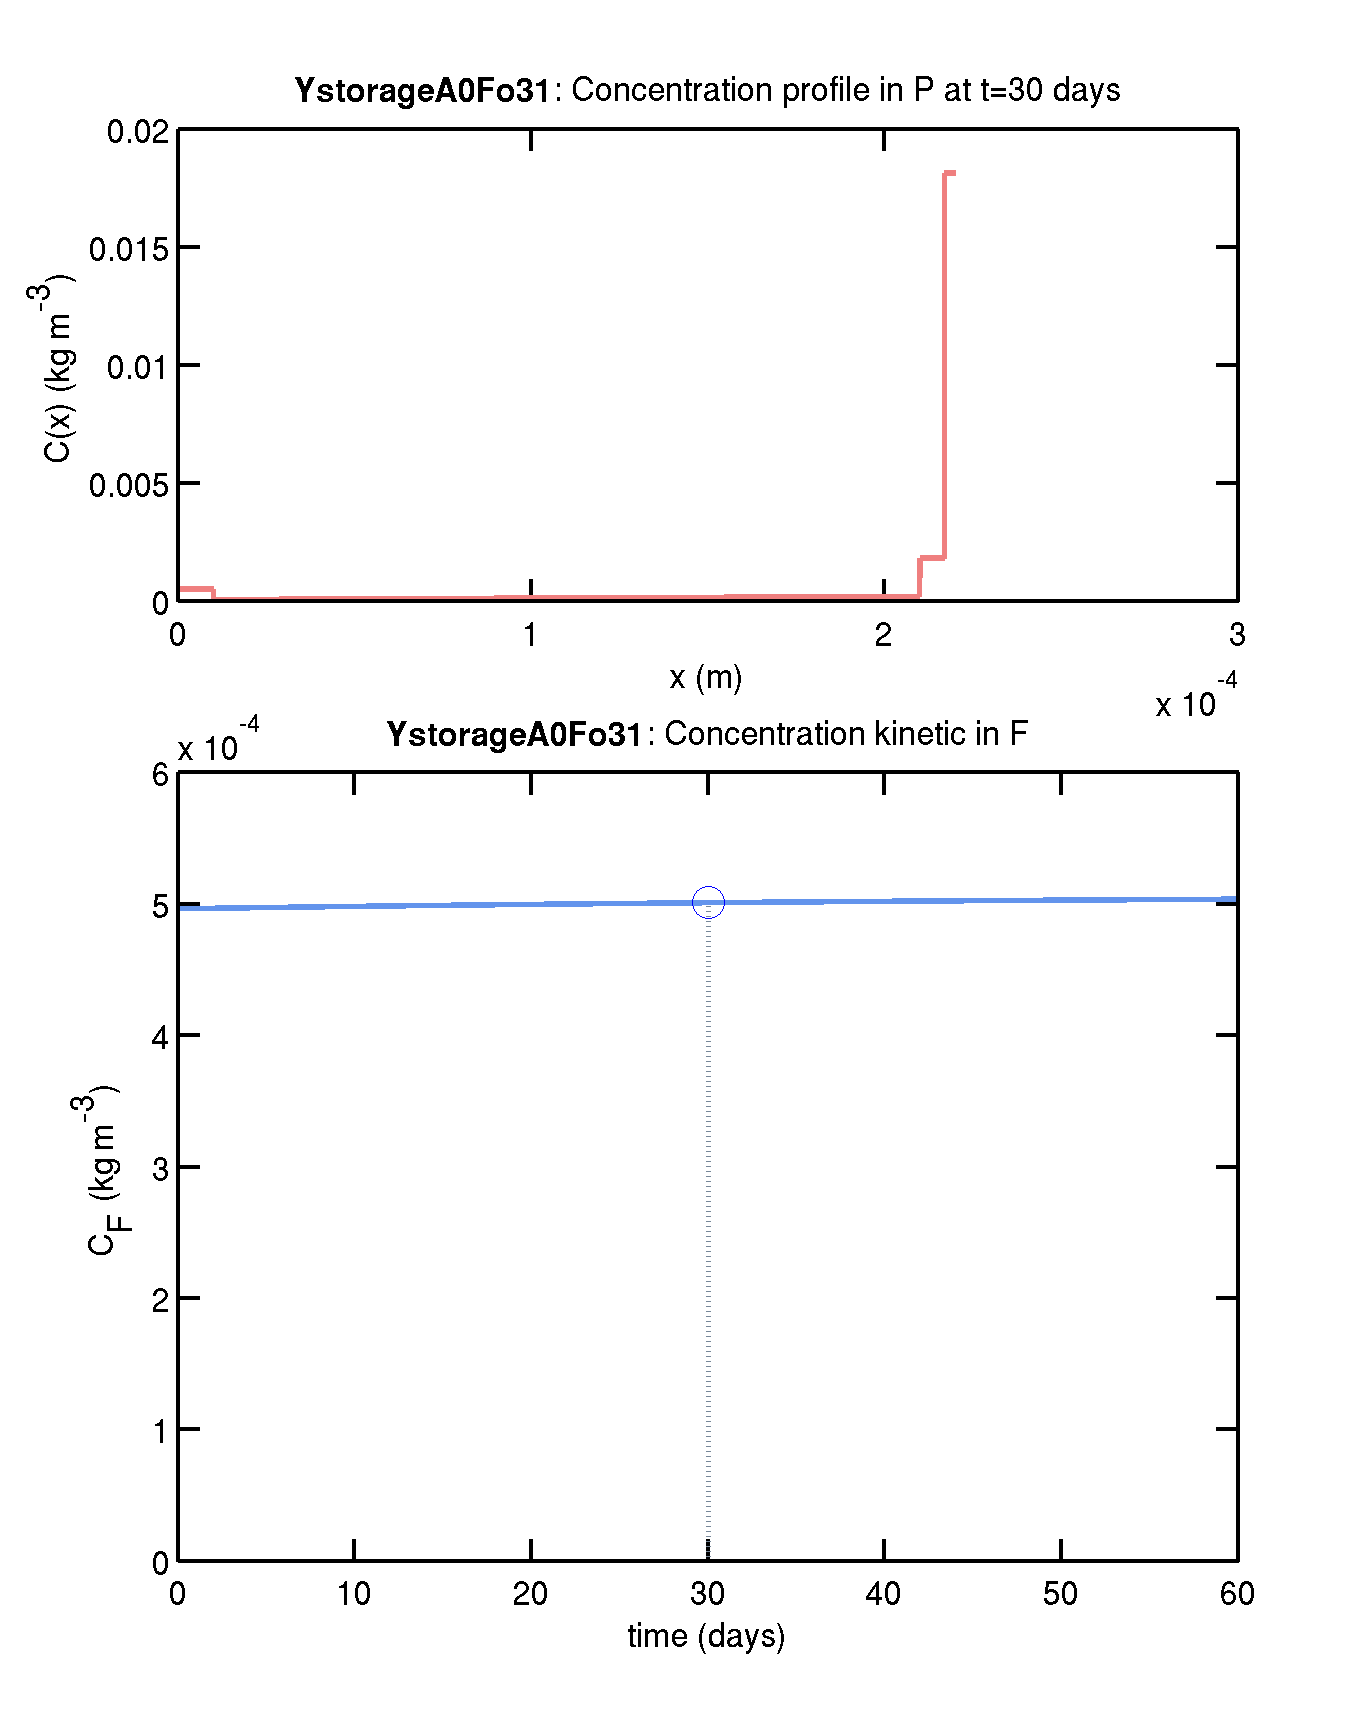 YstorageA0Fo31: Concentration profile in P at t=30 days
0.02
0.015
0.01
0.005
0
C(x) (kg m-3)
0 1 2 3
x (m)
x 10-4
YstorageA0Fo31: Concentration kinetic in F
x 10-4
6
5
4
3
2
1
0
CF (kg m-3)
0 10 20 30 40 50 60
time (days)